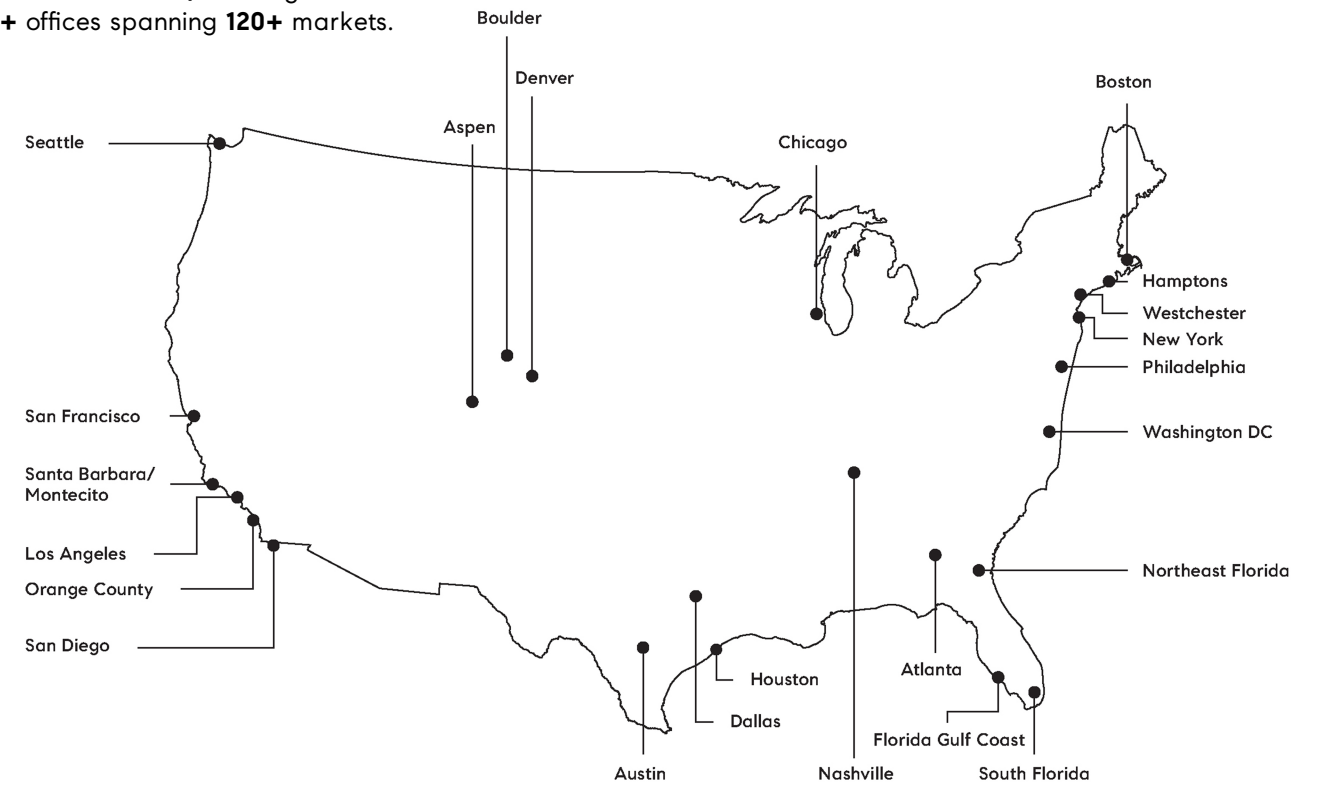 + offices spanning 120+ markets.
Boulder
Denver
Boston
Aspen
Seattle
Chicago
Hamptons
Westchester
New York
Philadelphia
San Francisco
Washington DC
Santa Barbara/
Montecito
Los Angeles
Northeast Florida
Orange County
San Diego
Atlanta
Houston
Dallas
Florida Gulf Coast
Austin
Nashville
South Florida